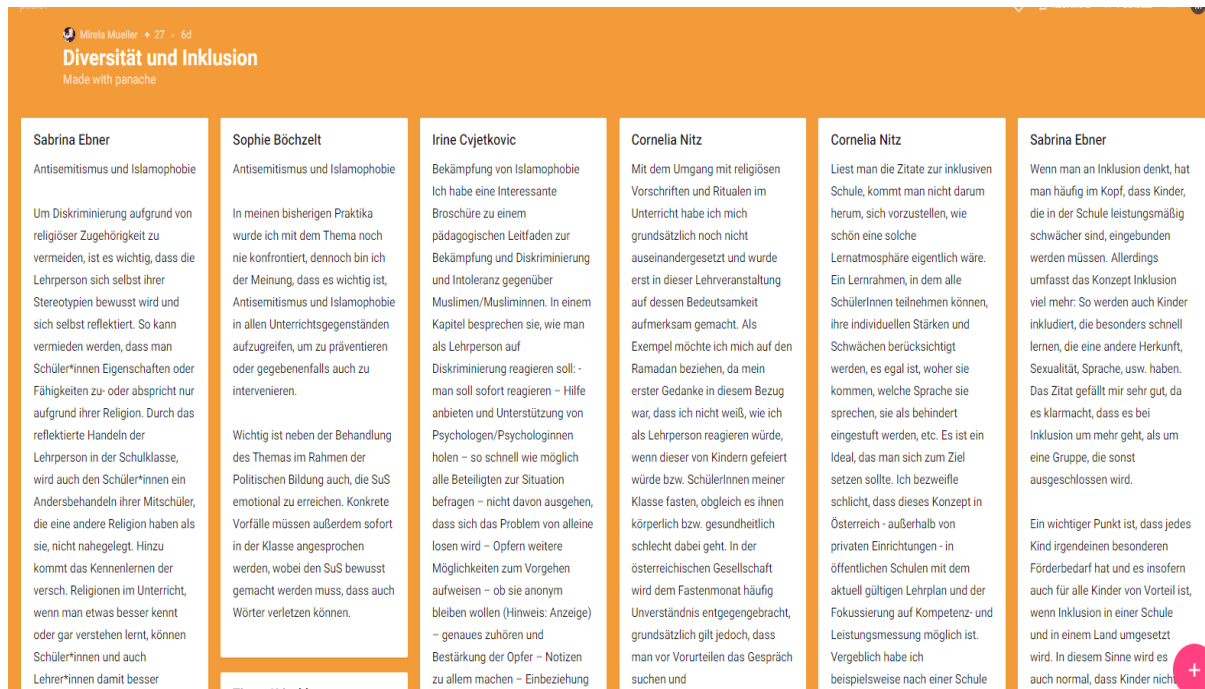 Mirela Mueller + 27 • 6d
Diversität und Inklusion
Made with panache
Sabrina Ebner
Antisemitismus und Islamophobie
Um Diskriminierung aufgrund von
religiöser Zugehörigkeit zu
vermeiden, ist es wichtig, dass die
Lehrperson sich selbst ihrer
Stereotypien bewusst wird und
sich selbst reflektiert. So kann
vermieden werden, dass man
Schüler*innen Eigenschaften oder
Fähigkeiten zu- oder abspricht nur
aufgrund ihrer Religion. Durch das
reflektierte Handeln der
Lehrperson in der Schulklasse,
wird auch den Schüler*innen ein
Andersbehandeln ihrer Mitschüler,
die eine andere Religion haben als
sie, nicht nahegelegt. Hinzu
kommt das Kennenlernen der
versch. Religionen im Unterricht,
wenn man etwas besser kennt
oder gar verstehen lernt, können
Schüler*innen und auch
Lehrer*innen damit besser
Sophie Böchzelt
Antisemitismus und Islamophobie
In meinen bisherigen Praktika
wurde ich mit dem Thema noch
nie konfrontiert, dennoch bin ich
der Meinung, dass es wichtig ist,
Antisemitismus und Islamophobie
in allen Unterrichtsgegenständen
aufzugreifen, um zu präventieren
oder gegebenenfalls auch zu
intervenieren.
Wichtig ist neben der Behandlung
des Themas im Rahmen der
Politischen Bildung auch, die SuS
emotional zu erreichen. Konkrete
Vorfälle müssen außerdem sofort
in der Klasse angesprochen
werden, wobei den SuS bewusst
gemacht werden muss, dass auch
Wörter verletzen können.
Irine Cvjetkovic
Bekämpfung von Islamophobie
Ich habe eine Interessante
Broschüre zu einem
pädagogischen Leitfaden zur
Bekämpfung und Diskriminierung
und Intoleranz gegenüber
Muslimen/Musliminnen. In einem
Kapitel besprechen sie, wie man
als Lehrperson auf
Diskriminierung reagieren soll: -
man soll sofort reagieren – Hilfe
anbieten und Unterstützung von
Psychologen/Psychologinnen
holen – so schnell wie möglich
alle Beteiligten zur Situation
befragen – nicht davon ausgehen,
dass sich das Problem von alleine
losen wird – Opfern weitere
Möglichkeiten zum Vorgehen
aufweisen – ob sie anonym
bleiben wollen (Hinweis: Anzeige)
– genaues zuhören und
Bestärkung der Opfer – Notizen
zu allem machen – Einbeziehung
Cornelia Nitz
Mit dem Umgang mit religiösen
Vorschriften und Ritualen im
Unterricht habe ich mich
grundsätzlich noch nicht
auseinandergesetzt und wurde
erst in dieser Lehrveranstaltung
auf dessen Bedeutsamkeit
aufmerksam gemacht. Als
Exempel möchte ich mich auf den
Ramadan beziehen, da mein
erster Gedanke in diesem Bezug
war, dass ich nicht weiß, wie ich
als Lehrperson reagieren würde,
wenn dieser von Kindern gefeiert
würde bzw. SchülerInnen meiner
Klasse fasten, obgleich es ihnen
körperlich bzw. gesundheitlich
schlecht dabei geht. In der
österreichischen Gesellschaft
wird dem Fastenmonat häufig
Unverständnis entgegengebracht,
grundsätzlich gilt jedoch, dass
man vor Vorurteilen das Gespräch
suchen und
Cornelia Nitz
Liest man die Zitate zur inklusiven
Schule, kommt man nicht darum
herum, sich vorzustellen, wie
schön eine solche
Lernatmosphäre eigentlich wäre.
Ein Lernrahmen, in dem alle
SchülerInnen teilnehmen können,
ihre individuellen Stärken und
Schwächen berücksichtigt
werden, es egal ist, woher sie
kommen, welche Sprache sie
sprechen, sie als behindert
eingestuft werden, etc. Es ist ein
Ideal, das man sich zum Ziel
setzen sollte. Ich bezweifle
schlicht, dass dieses Konzept in
Österreich - außerhalb von
privaten Einrichtungen - in
öffentlichen Schulen mit dem
aktuell gültigen Lehrplan und der
Fokussierung auf Kompetenz- und
Leistungsmessung möglich ist.
Vergeblich habe ich
beispielsweise nach einer Schule
Sabrina Ebner
Wenn man an Inklusion denkt, hat
man häufig im Kopf, dass Kinder,
die in der Schule leistungsmäßig
schwächer sind, eingebunden
werden müssen. Allerdings
umfasst das Konzept Inklusion
viel mehr: So werden auch Kinder
inkludiert, die besonders schnell
lernen, die eine andere Herkunft,
Sexualität, Sprache, usw. haben.
Das Zitat gefällt mir sehr gut, da
es klarmacht, dass es bei
Inklusion um mehr geht, als um
eine Gruppe, die sonst
ausgeschlossen wird.
Ein wichtiger Punkt ist, dass jedes
Kind irgendeinen besonderen
Förderbedarf hat und es insofern
auch für alle Kinder von Vorteil ist,
wenn Inklusion in einer Schule
und in einem Land umgesetzt
wird. In diesem Sinne wird es
auch normal, dass Kinder nicht